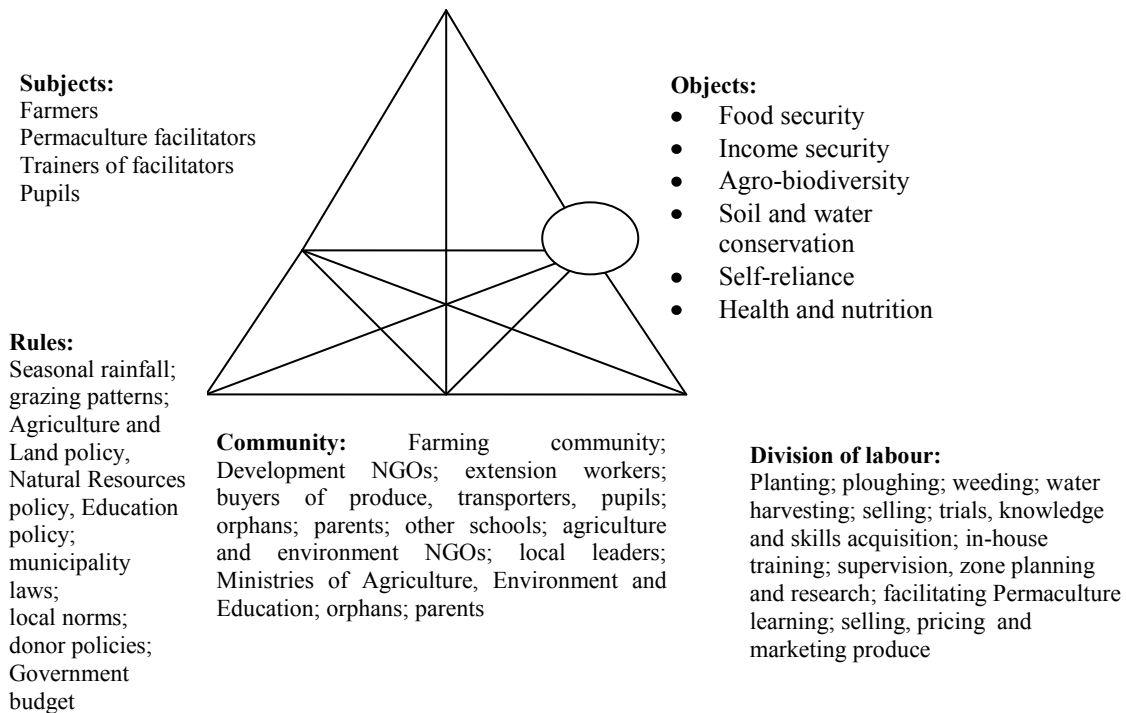 Subjects:
Farmers
Permaculture facilitators
Trainers of facilitators
Pupils
Objects:
• Food security
• Income security
• Agro-biodiversity
• Soil and water
conservation
• Self-reliance
• Health and nutrition
Rules:
Seasonal rainfall;
grazing patterns;
Agriculture and
Land policy,
Natural Resources
policy, Education
policy;
municipality
laws;
local norms;
donor policies;
Government
budget
Community: Farming community;
Development NGOs; extension workers;
buyers of produce, transporters, pupils;
orphans; parents; other schools; agriculture
and environment NGOs; local leaders;
Ministries of Agriculture, Environment and
Education; orphans; parents
Division of labour:
Planting; ploughing; weeding; water
harvesting; selling; trials, knowledge
and skills acquisition; in-house
training; supervision, zone planning
and research; facilitating Permaculture
learning; selling, pricing and
marketing produce